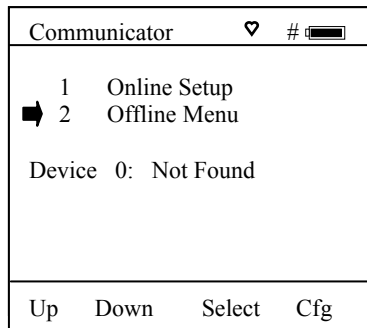 Communicator ♡ #
1 Online Setup
2 Offline Menu
Device 0: Not Found
Up Down Select Cfg